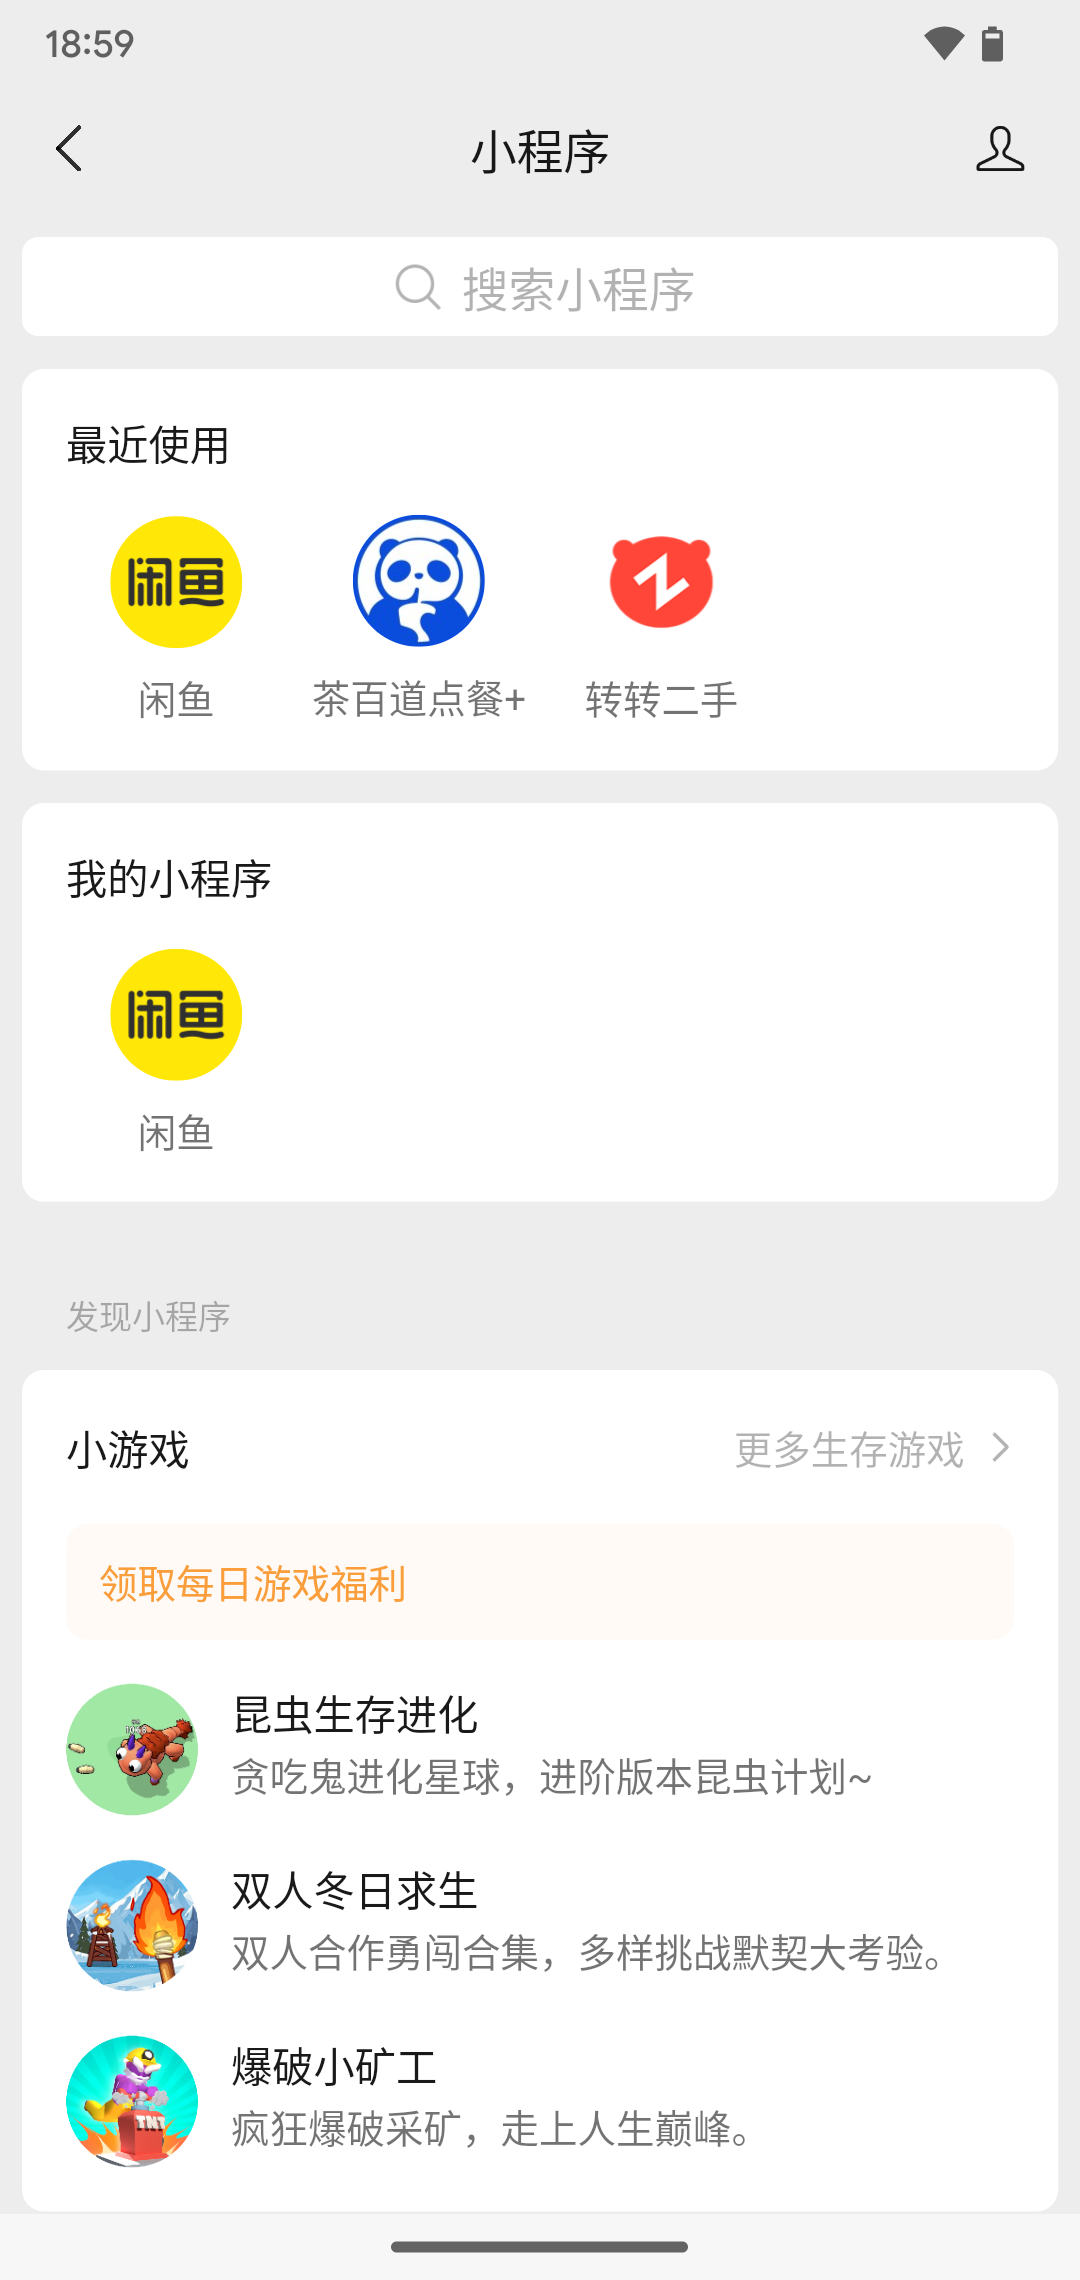 18:59
小程序
搜索小程序
最近使用
闲鱼
闲鱼
茶百道点餐+
转转二手
我的小程序
闲鱼
闲鱼
发现小程序
小游戏
更多生存游戏
领取每日游戏福利
昆虫生存进化
贪吃鬼进化星球，进阶版本昆虫计划~
双人冬日求生
双人合作勇闯合集，多样挑战默契大考验。
爆破小矿工
疯狂爆破采矿，走上人生巅峰。
TNT